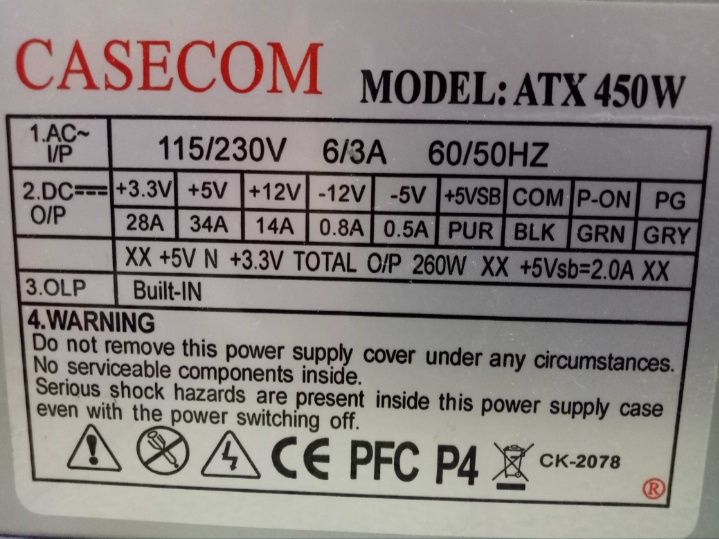 CASECOM MODEL: ATX 450W
1.AC~ I/P 115/230V 6/3A 60/50HZ
2.DC O/P +3.3V +5V +12V -12V -5V +5VSB COM P-ON PG
28A 34A 14A 0.8A 0.5A PUR BLK GRN GRY
XX +5V N +3.3V TOTAL O/P 260W XX +5Vsb=2.0A XX
3.OLP Built-IN
4.WARNING
Do not remove this power supply cover under any circumstances.
No serviceable components inside.
Serious shock hazards are present inside this power supply case
even with the power switching off.
CE PFC P4 CK-2078 ®